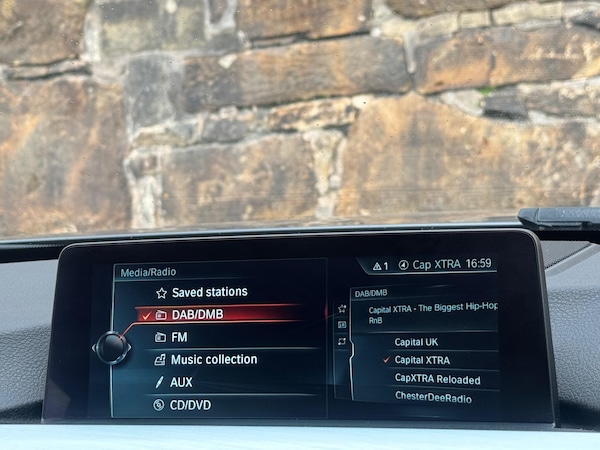 Media/Radio
Saved stations
DAB/DMB
FM
Music collection
AUX
CD/DVD
1 Cap XTRA 16:59
DAB/DMB
Capital XTRA - The Biggest Hip-Hop
RnB
Capital UK
Capital XTRA
CapXTRA Reloaded
ChesterDeeRadio